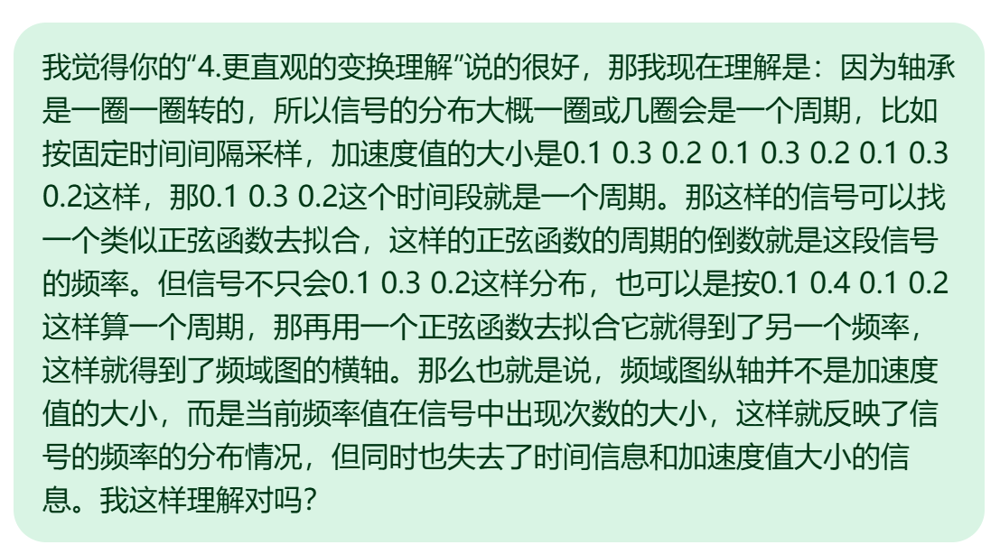 我觉得你的“4.更直观的变换理解”说的很好，那我现在理解是：因为轴承
是一圈一圈转的，所以信号的分布大概一圈或几圈会是一个周期，比如
按固定时间间隔采样，加速度值的大小是0.1 0.3 0.2 0.1 0.3 0.2 0.1 0.3
0.2这样，那0.1 0.3 0.2这个时间段就是一个周期。那这样的信号可以找
一个类似正弦函数去拟合，这样的正弦函数的周期的倒数就是这段信号
的频率。但信号不只会0.1 0.3 0.2这样分布，也可以是按0.1 0.4 0.1 0.2
这样算一个周期，那再用一个正弦函数去拟合它就得到了另一个频率，
这样就得到了频域图的横轴。那么也就是说，频域图纵轴并不是加速度
值的大小，而是当前频率值在信号中出现次数的大小，这样就反映了信
号的频率的分布情况，但同时也失去了时间信息和加速度值大小的信
息。我这样理解对吗？